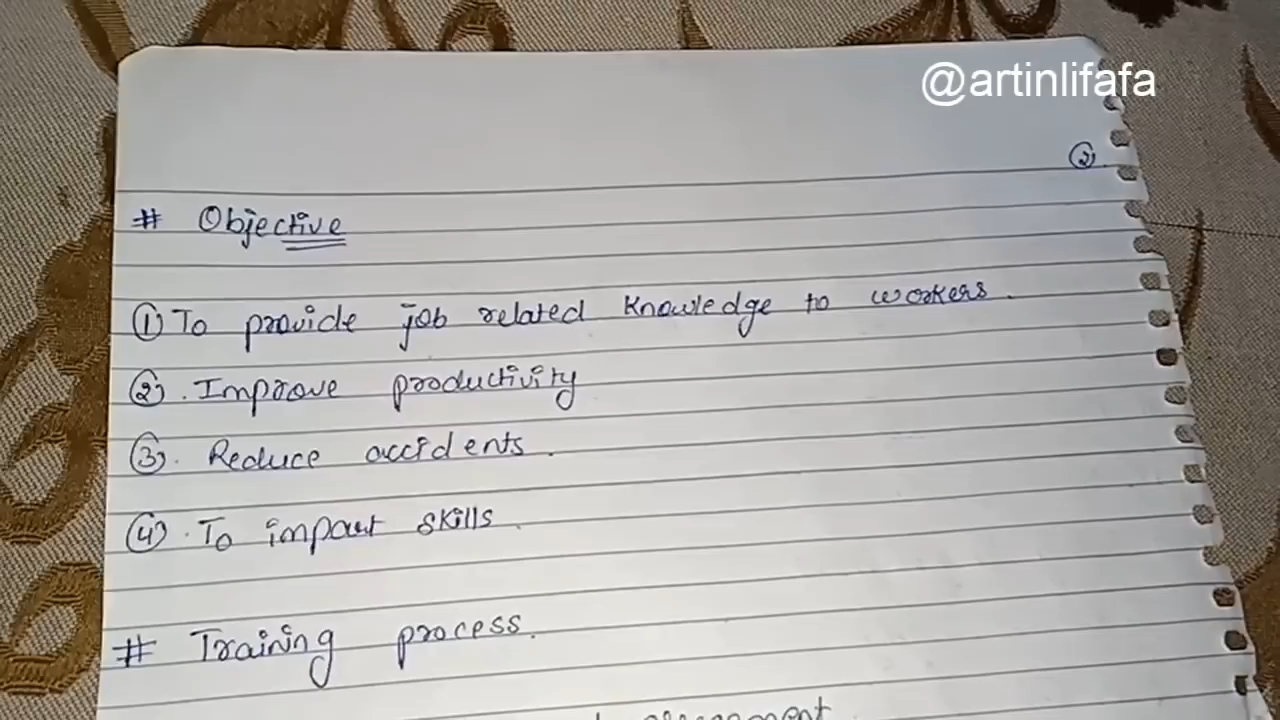 @artinlifafa
②
# Objective
① To provide job related knowledge to workers.
②. Improve productivity
③. Reduce accidents.
④. To impart skills.
# Training process.
assessment